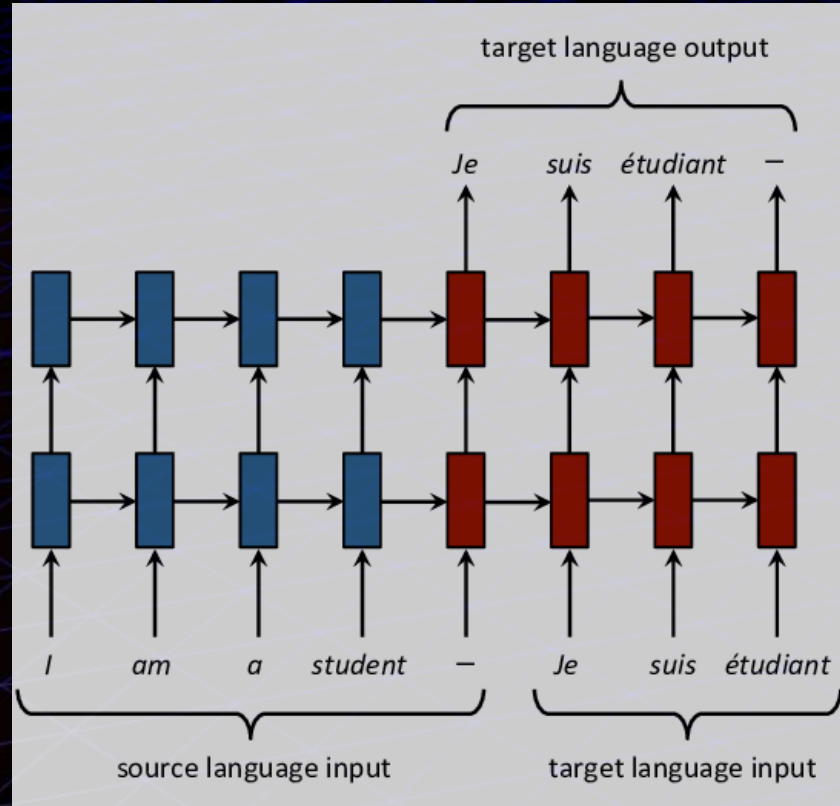 target language output
Je suis étudiant –
I am a student – Je suis étudiant
source language input target language input